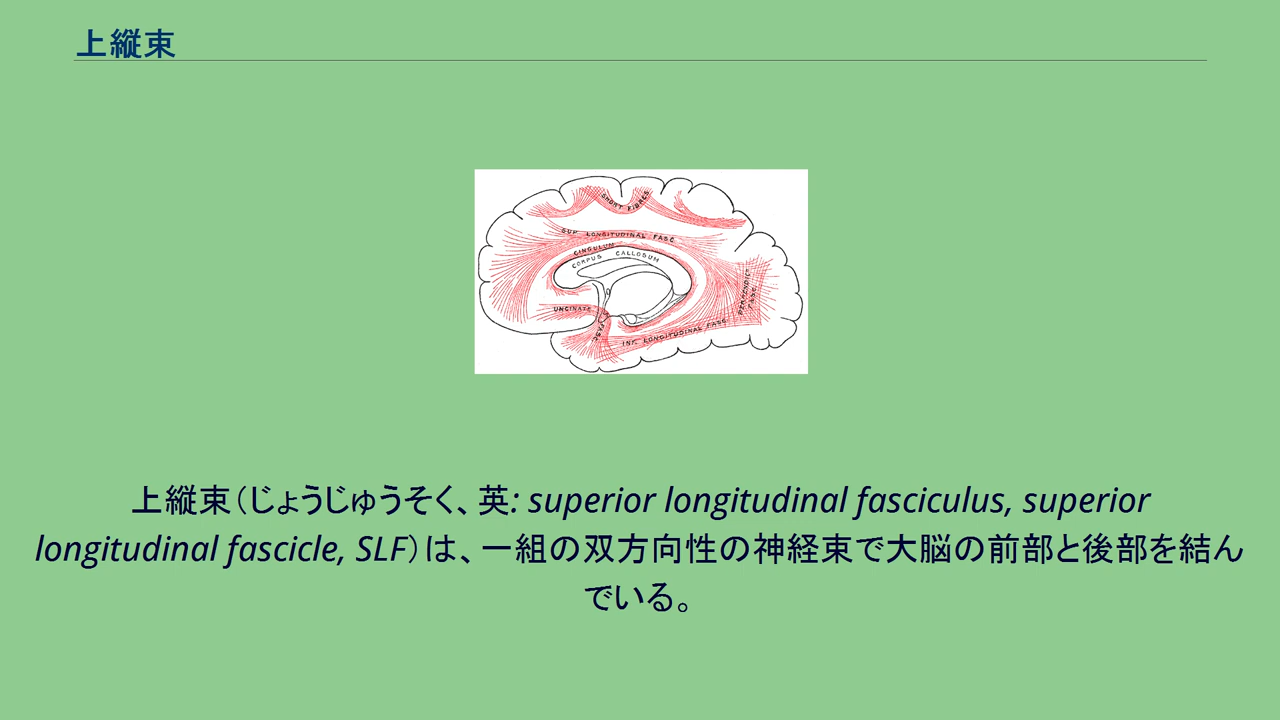 上縦束
SHORT FIBRES
SUP. LONGITUDINAL FASC
CINGULUM
CORPUS CALLOSUM
UNCINATE
FASC
INF. LONGITUDINAL FASC
PERPENDIC.
FASC.
上縦束（じょうじゅうそく、英: superior longitudinal fasciculus, superior
longitudinal fascicle, SLF）は、一組の双方向性の神経束で大脳の前部と後部を結ん
でいる。